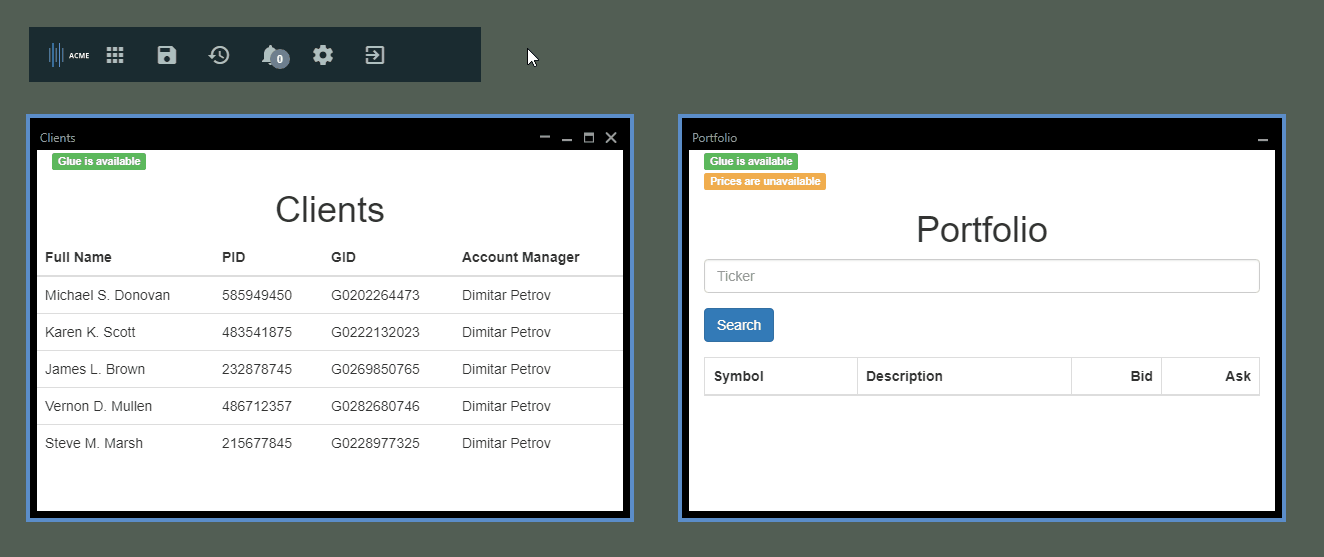 ACME
0
Clients
Glue is available
Clients
Full Name PID GID Account Manager
Michael S. Donovan 585949450 G0202264473 Dimitar Petrov
Karen K. Scott 483541875 G0222132023 Dimitar Petrov
James L. Brown 232878745 G0269850765 Dimitar Petrov
Vernon D. Mullen 486712357 G0282680746 Dimitar Petrov
Steve M. Marsh 215677845 G0228977325 Dimitar Petrov
Portfolio
Glue is available
Prices are unavailable
Portfolio
Ticker
Search
Symbol Description Bid Ask